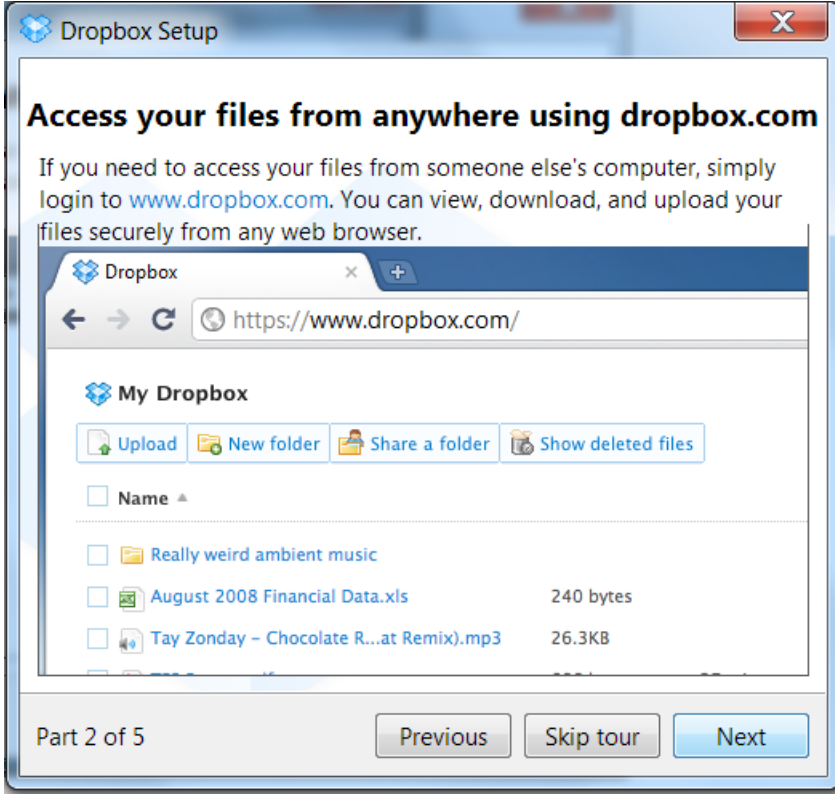 Dropbox Setup
X
Access your files from anywhere using dropbox.com
If you need to access your files from someone else's computer, simply
login to www.dropbox.com. You can view, download, and upload your
files securely from any web browser.
Dropbox
https://www.dropbox.com/
My Dropbox
Upload New folder Share a folder Show deleted files
Name
Really weird ambient music
August 2008 Financial Data.xls 240 bytes
Tay Zonday – Chocolate R...at Remix).mp3 26.3KB
Part 2 of 5 Previous Skip tour Next